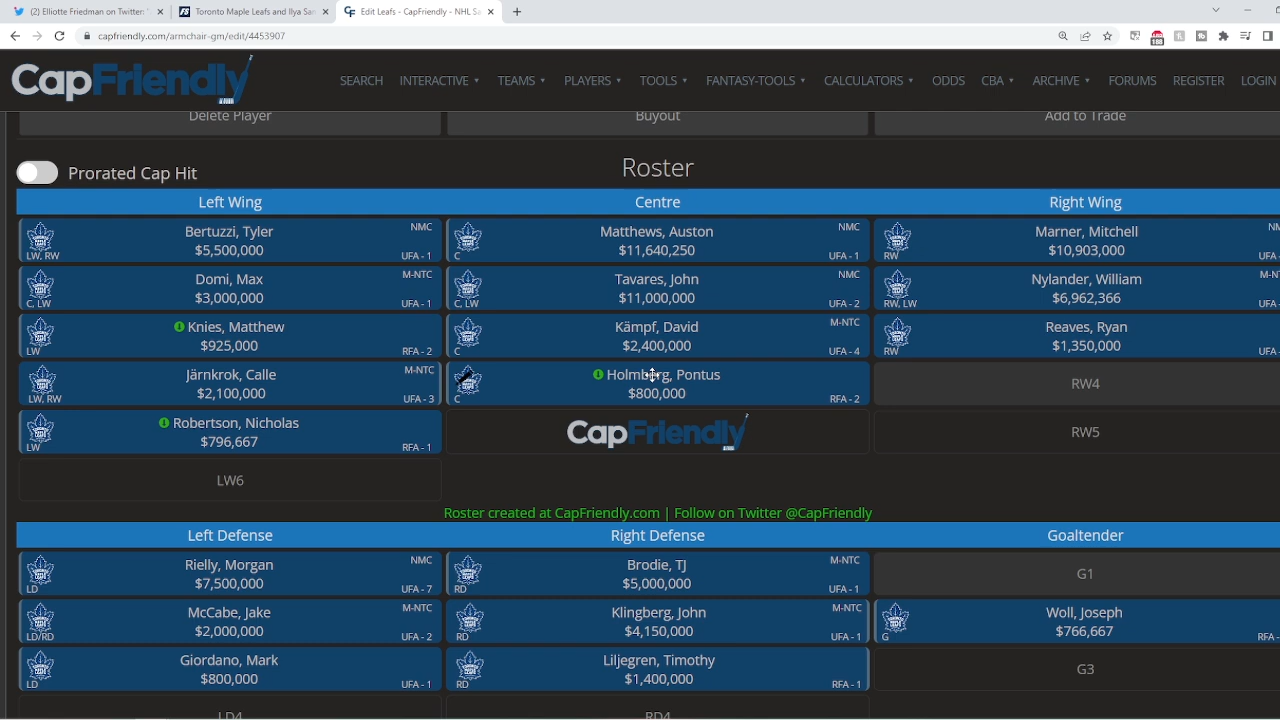 (2) Elliotte Friedman on Twitter: "
Toronto Maple Leafs and Ilya San
Edit Leafs - CapFriendly - NHL Sa
capfriendly.com/armchair-gm/edit/4453907
188
CapFriendly
SEARCH INTERACTIVE TEAMS PLAYERS TOOLS FANTASY-TOOLS CALCULATORS ODDS CBA ARCHIVE FORUMS REGISTER LOGIN
Delete Player Buyout Add to Trade
Prorated Cap Hit
Roster
Left Wing Centre Right Wing
Bertuzzi, Tyler
$5,500,000
NMC
LW, RW
UFA - 1
Matthews, Auston
$11,640,250
NMC
C
UFA - 1
Marner, Mitchell
$10,903,000
RW
UFA -
Domi, Max
$3,000,000
M-NTC
C, LW
UFA - 1
Tavares, John
$11,000,000
NMC
C, LW
UFA - 2
Nylander, William
$6,962,366
RW, LW
UFA -
Knies, Matthew
$925,000
LW
RFA - 2
Kämpf, David
$2,400,000
M-NTC
C
UFA - 4
Reaves, Ryan
$1,350,000
RW
UFA -
Järnkrok, Calle
$2,100,000
M-NTC
LW, RW
UFA - 3
Holmberg, Pontus
$800,000
C
RFA - 2
RW4
Robertson, Nicholas
$796,667
LW
RFA - 1
CapFriendly
RW5
LW6
Roster created at CapFriendly.com | Follow on Twitter @CapFriendly
Left Defense Right Defense Goaltender
Rielly, Morgan
$7,500,000
NMC
LD
UFA - 7
Brodie, TJ
$5,000,000
M-NTC
RD
UFA - 1
G1
McCabe, Jake
$2,000,000
M-NTC
LD/RD
UFA - 2
Klingberg, John
$4,150,000
M-NTC
RD
UFA - 1
Woll, Joseph
$766,667
G
RFA -
Giordano, Mark
$800,000
LD
UFA - 1
Liljegren, Timothy
$1,400,000
RD
RFA - 1
G3
LD4
RD4